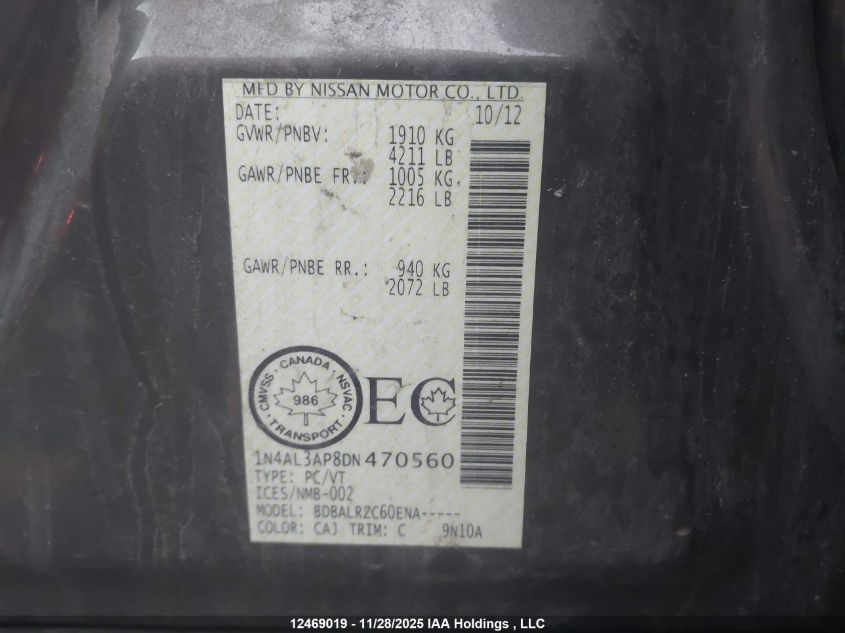 MFD BY NISSAN MOTOR CO., LTD.
DATE: 10/12
GVWR/PNBV: 1910 KG
4211 LB
GAWR/PNBE FR.: 1005 KG
2216 LB
GAWR/PNBE RR.: 940 KG
2072 LB
CMVSS · CANADA · NSVAC · TRANSPORT ·
986
EC
1N4AL3AP8DN470560
TYPE: PC/VT
ICES/NMB-002
MODEL: BDBALR2C60ENA-----
COLOR: CAJ TRIM: C 9N10A
12469019 - 11/28/2025 IAA Holdings , LLC